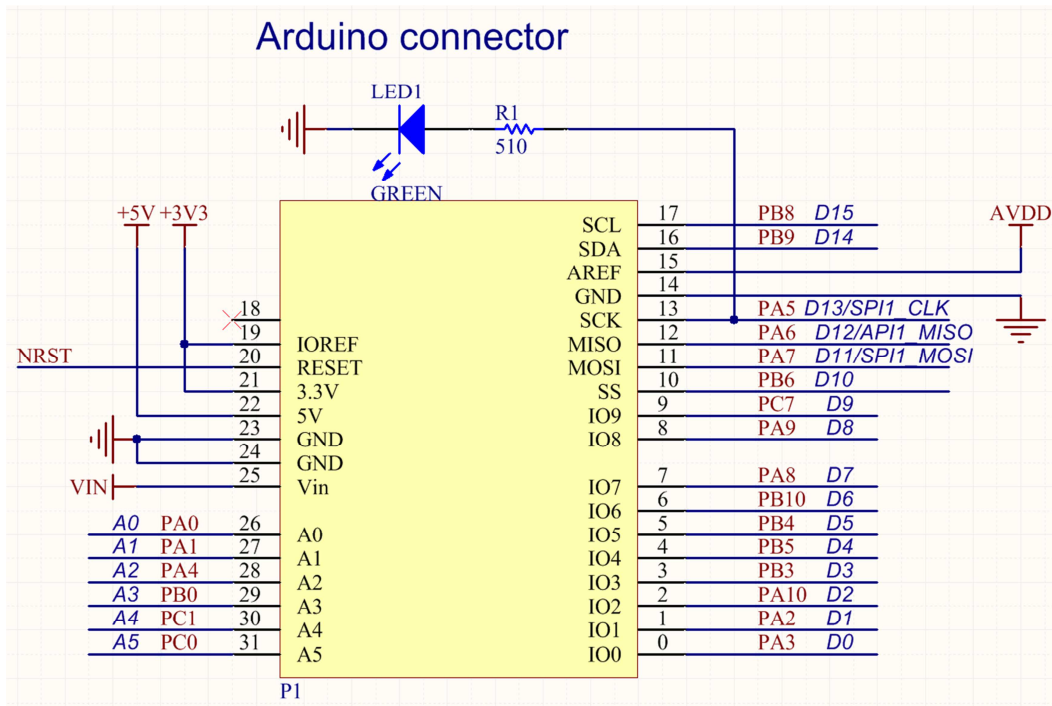 Arduino connector
LED1
R1
510
GREEN
+5V +3V3
AVDD
17 PB8 D15
SCL
16 PB9 D14
SDA
15
AREF
14
GND
13 PA5 D13/SPI1_CLK
SCK
12 PA6 D12/API1_MISO
MISO
11 PA7 D11/SPI1_MOSI
MOSI
10 PB6 D10
SS
9 PC7 D9
IO9
8 PA9 D8
IO8
7 PA8 D7
IO7
6 PB10 D6
IO6
5 PB4 D5
IO5
4 PB5 D4
IO4
3 PB3 D3
IO3
2 PA10 D2
IO2
1 PA2 D1
IO1
0 PA3 D0
IO0
18
19
IOREF
NRST 20
RESET
21
3.3V
22
5V
23
GND
24
GND
25
VIN Vin
A0 PA0 26
A0
A1 PA1 27
A1
A2 PA4 28
A2
A3 PB0 29
A3
A4 PC1 30
A4
A5 PC0 31
A5
P1